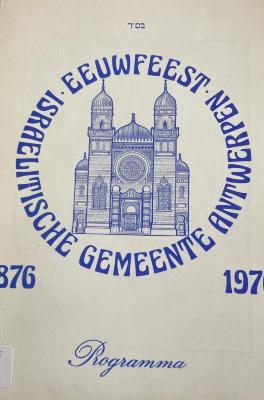 בס״ד
· EEUWFEEST ·
ISRAELITISCHE GEMEENTE ANTWERPEN
876
197
Programma